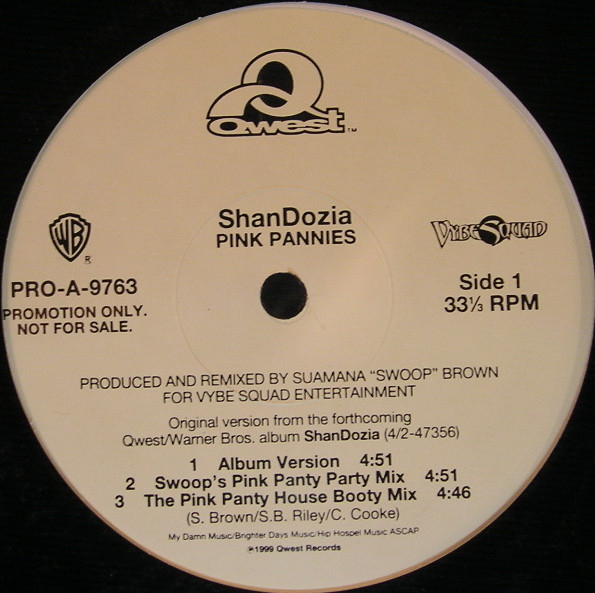 Qwest™
ShanDozia
PINK PANNIES
WB
®
VYBE SQUAD
PRO-A-9763
PROMOTION ONLY.
NOT FOR SALE.
Side 1
33⅓ RPM
PRODUCED AND REMIXED BY SUAMANA "SWOOP" BROWN
FOR VYBE SQUAD ENTERTAINMENT
Original version from the forthcoming
Qwest/Warner Bros. album ShanDozia (4/2-47356)
1 Album Version 4:51
2 Swoop's Pink Panty Party Mix 4:51
3 The Pink Panty House Booty Mix 4:46
(S. Brown/S.B. Riley/C. Cooke)
My Damn Music/Brighter Days Music/Hip Hospel Music ASCAP
℗1999 Qwest Records